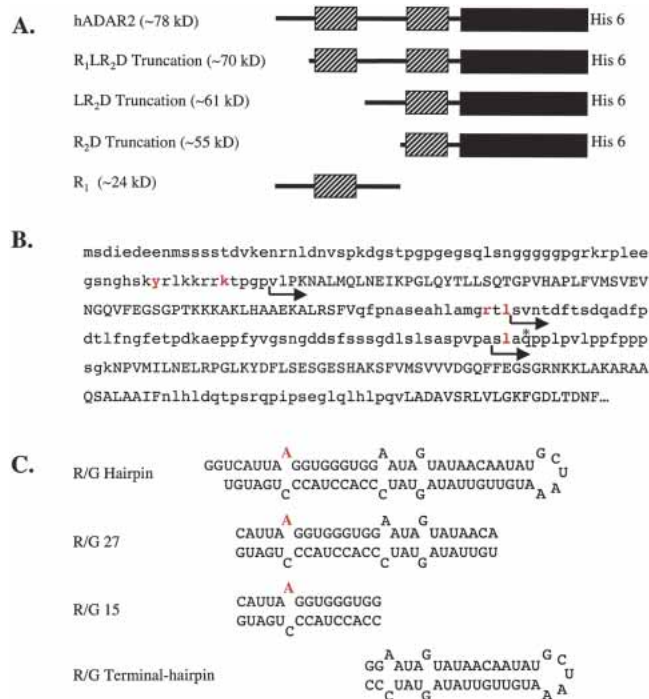 A.
hADAR2 (~78 kD)
His 6
R1LR2D Truncation (~70 kD)
His 6
LR2D Truncation (~61 kD)
His 6
R2D Truncation (~55 kD)
His 6
R1 (~24 kD)
B.
msdiedeenmsssstdvkenrnldnvspkdgstpgpgegsqlsngggggpgrkrplee
gsnghskyrlkkrrktpgpvlPKNALMQLNEIKPGLQYTLLSQTGPVHAPLFVMSVEV
NGQVFEGSGPTKKKAKLHAAEKALRSFVqfpnaseahlamgrtlsvntdftsdqadfp
dtlfngfetpdkaeppfyvgsngddsfsssgdlslsaspvpaslaqpplpvlppfppp
*
sgkNPVMILNELRPGLKYDFLSESGESHAKSFVMSVVVDGQFFEGSGRNKKLAKARAA
QSALAAIFnlhldqtpsrqpipseglqlhlpqvLADAVSRLVLGKFGDLTDNF...
C.
R/G Hairpin
A A G G C
GGUCAUUA GGUGGGUGG AUA UAUAACAAUAU U
UGUAGU CCAUCCACC UAU AUAUUGUUGUA A
C C G A
R/G 27
A A G
CAUUA GGUGGGUGG AUA UAUAACA
GUAGU CCAUCCACC UAU AUAUUGU
C C G
R/G 15
A
CAUUA GGUGGGUGG
GUAGU CCAUCCACC
C
R/G Terminal-hairpin
A G G C
GG AUA UAUAACAAUAU U
CC UAU AUAUUGUUGUA A
C G A